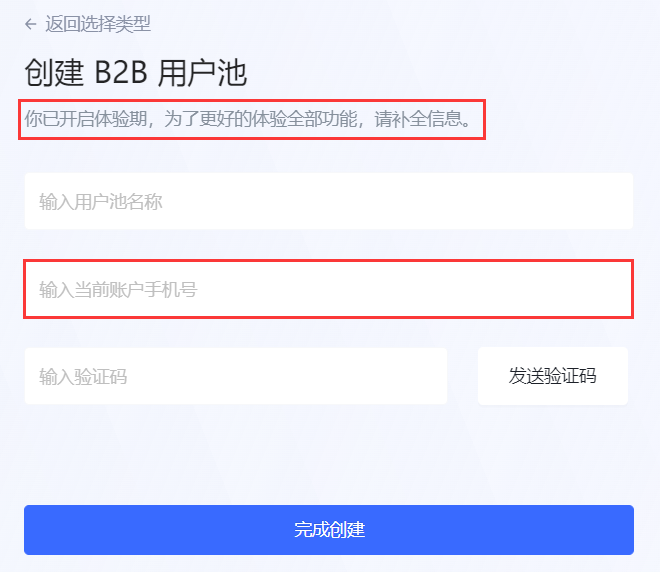 ← 返回选择类型
创建 B2B 用户池
你已开启体验期，为了更好的体验全部功能，请补全信息。
输入用户池名称
输入当前账户手机号
输入验证码
发送验证码
完成创建